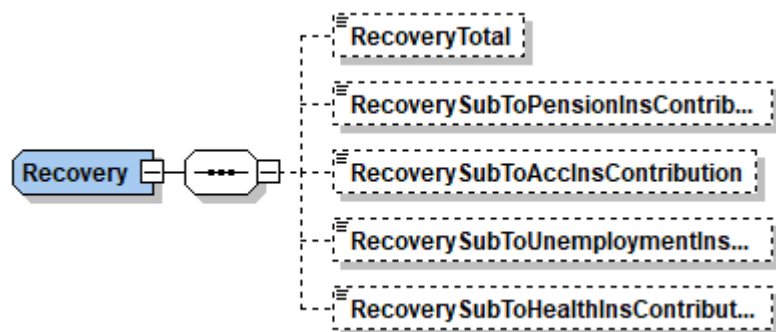 RecoveryTotal
RecoverySubToPensionInsContrib...
Recovery
RecoverySubToAccInsContribution
RecoverySubToUnemploymentIns...
RecoverySubToHealthInsContribut...